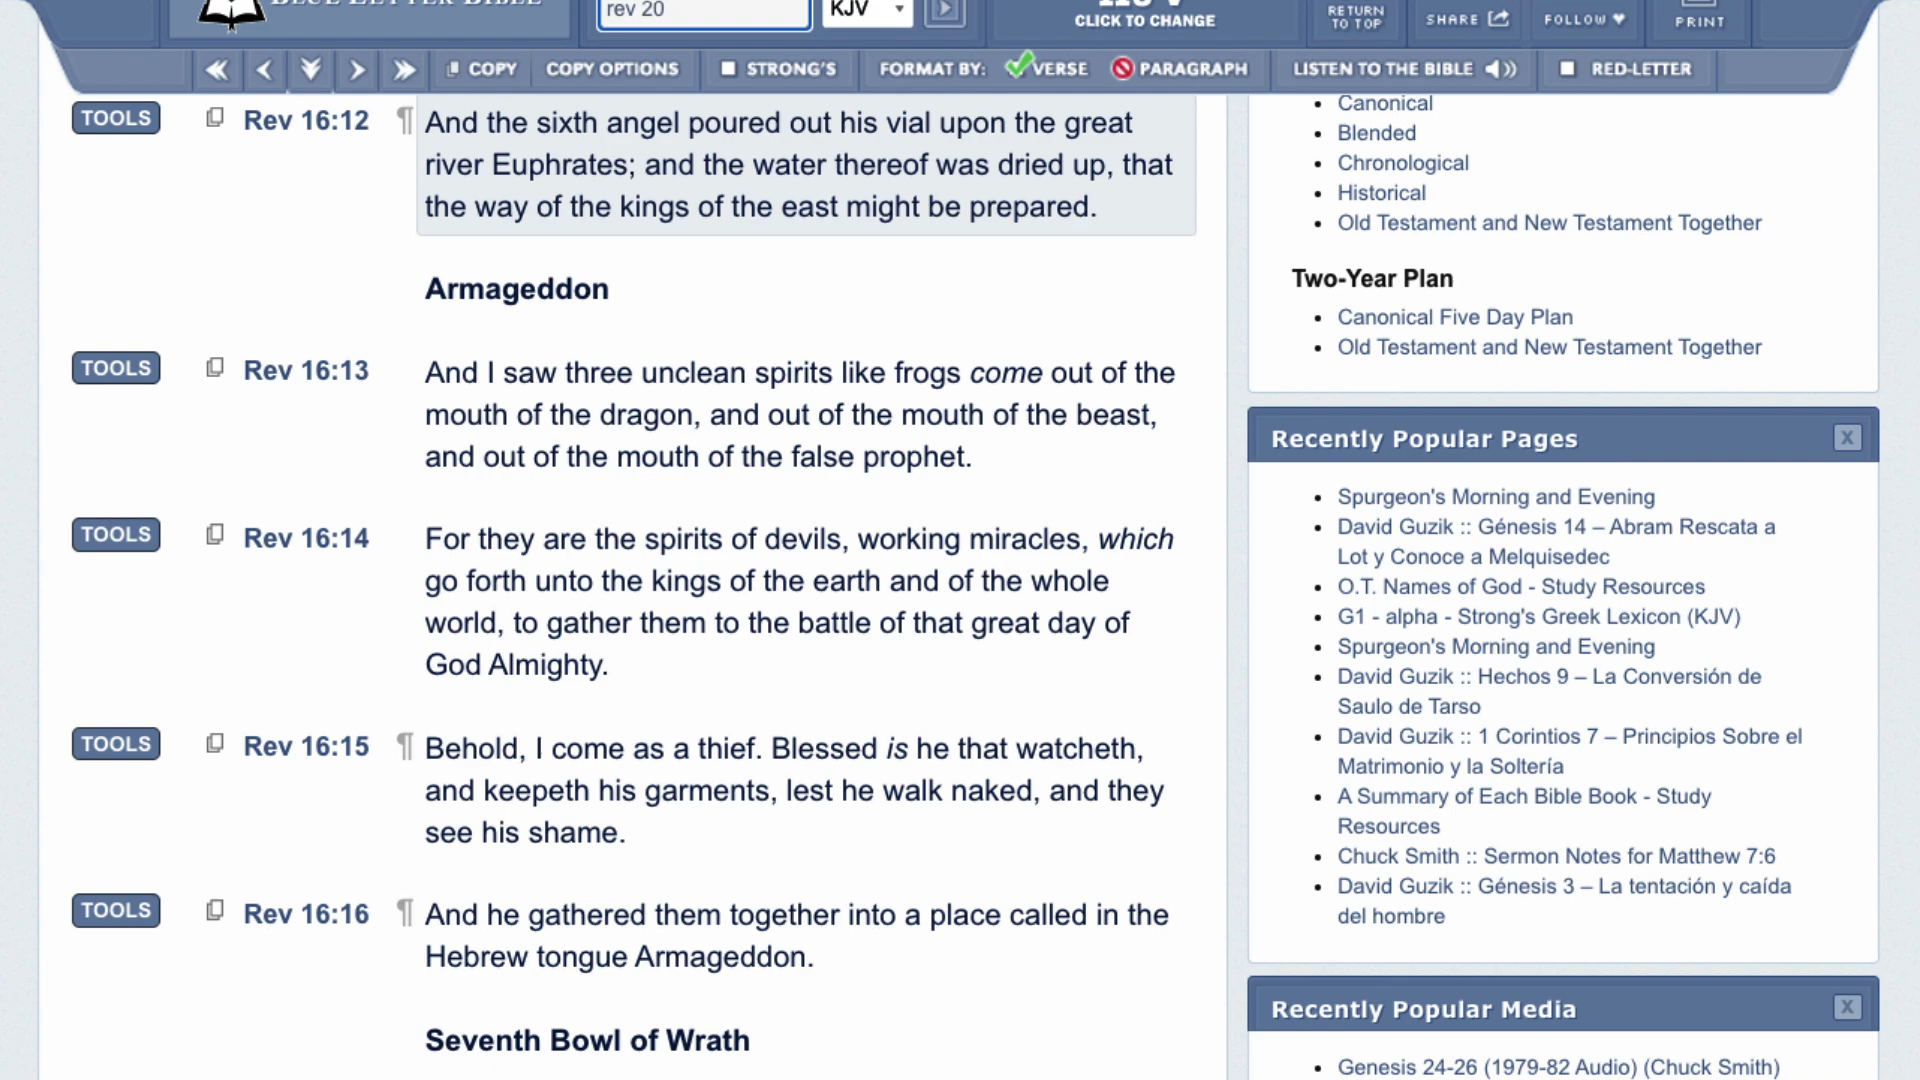 BLUE LETTER BIBLE
rev 20
KJV
CLICK TO CHANGE
RETURN
TO TOP
SHARE
FOLLOW
PRINT
COPY
COPY OPTIONS
STRONG'S
FORMAT BY:
VERSE
PARAGRAPH
LISTEN TO THE BIBLE
RED-LETTER
TOOLS
Rev 16:12
¶ And the sixth angel poured out his vial upon the great
river Euphrates; and the water thereof was dried up, that
the way of the kings of the east might be prepared.
Armageddon
TOOLS
Rev 16:13
And I saw three unclean spirits like frogs come out of the
mouth of the dragon, and out of the mouth of the beast,
and out of the mouth of the false prophet.
TOOLS
Rev 16:14
For they are the spirits of devils, working miracles, which
go forth unto the kings of the earth and of the whole
world, to gather them to the battle of that great day of
God Almighty.
TOOLS
Rev 16:15
¶ Behold, I come as a thief. Blessed is he that watcheth,
and keepeth his garments, lest he walk naked, and they
see his shame.
TOOLS
Rev 16:16
¶ And he gathered them together into a place called in the
Hebrew tongue Armageddon.
Seventh Bowl of Wrath
Canonical
Blended
Chronological
Historical
Old Testament and New Testament Together
Two-Year Plan
Canonical Five Day Plan
Old Testament and New Testament Together
Recently Popular Pages
X
Spurgeon's Morning and Evening
David Guzik :: Génesis 14 – Abram Rescata a
Lot y Conoce a Melquisedec
O.T. Names of God - Study Resources
G1 - alpha - Strong's Greek Lexicon (KJV)
Spurgeon's Morning and Evening
David Guzik :: Hechos 9 – La Conversión de
Saulo de Tarso
David Guzik :: 1 Corintios 7 – Principios Sobre el
Matrimonio y la Soltería
A Summary of Each Bible Book - Study
Resources
Chuck Smith :: Sermon Notes for Matthew 7:6
David Guzik :: Génesis 3 – La tentación y caída
del hombre
Recently Popular Media
X
Genesis 24-26 (1979-82 Audio) (Chuck Smith)